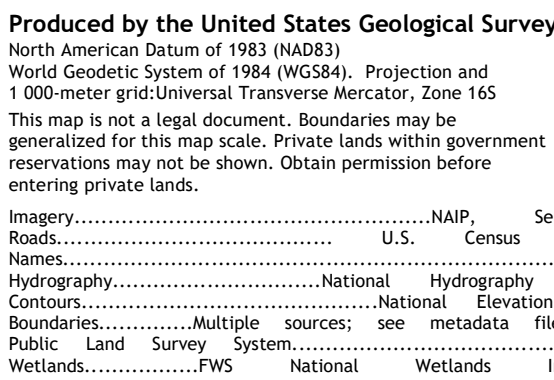 Produced by the United States Geological Survey
North American Datum of 1983 (NAD83)
World Geodetic System of 1984 (WGS84).  Projection and
1 000-meter grid:Universal Transverse Mercator, Zone 16S
This map is not a legal document. Boundaries may be
generalized for this map scale. Private lands within government
reservations may not be shown. Obtain permission before
entering private lands.
Imagery.....................................................NAIP,
Roads......................................... U.S. Census
Names.....................................................................
Hydrography...............................National Hydrography
Contours............................................National Elevation
Boundaries..............Multiple sources; see metadata file
Public Land Survey System.......................................
Wetlands.................FWS National Wetlands